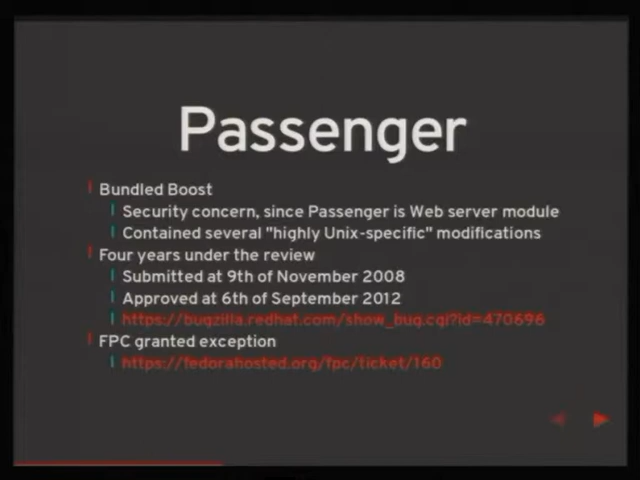 Passenger
Bundled Boost
Security concern, since Passenger is Web server module
Contained several "highly Unix-specific" modifications
Four years under the review
Submitted at 9th of November 2008
Approved at 6th of September 2012
https://bugzilla.redhat.com/show_bug.cgi?id=470696
FPC granted exception
https://fedorahosted.org/fpc/ticket/160